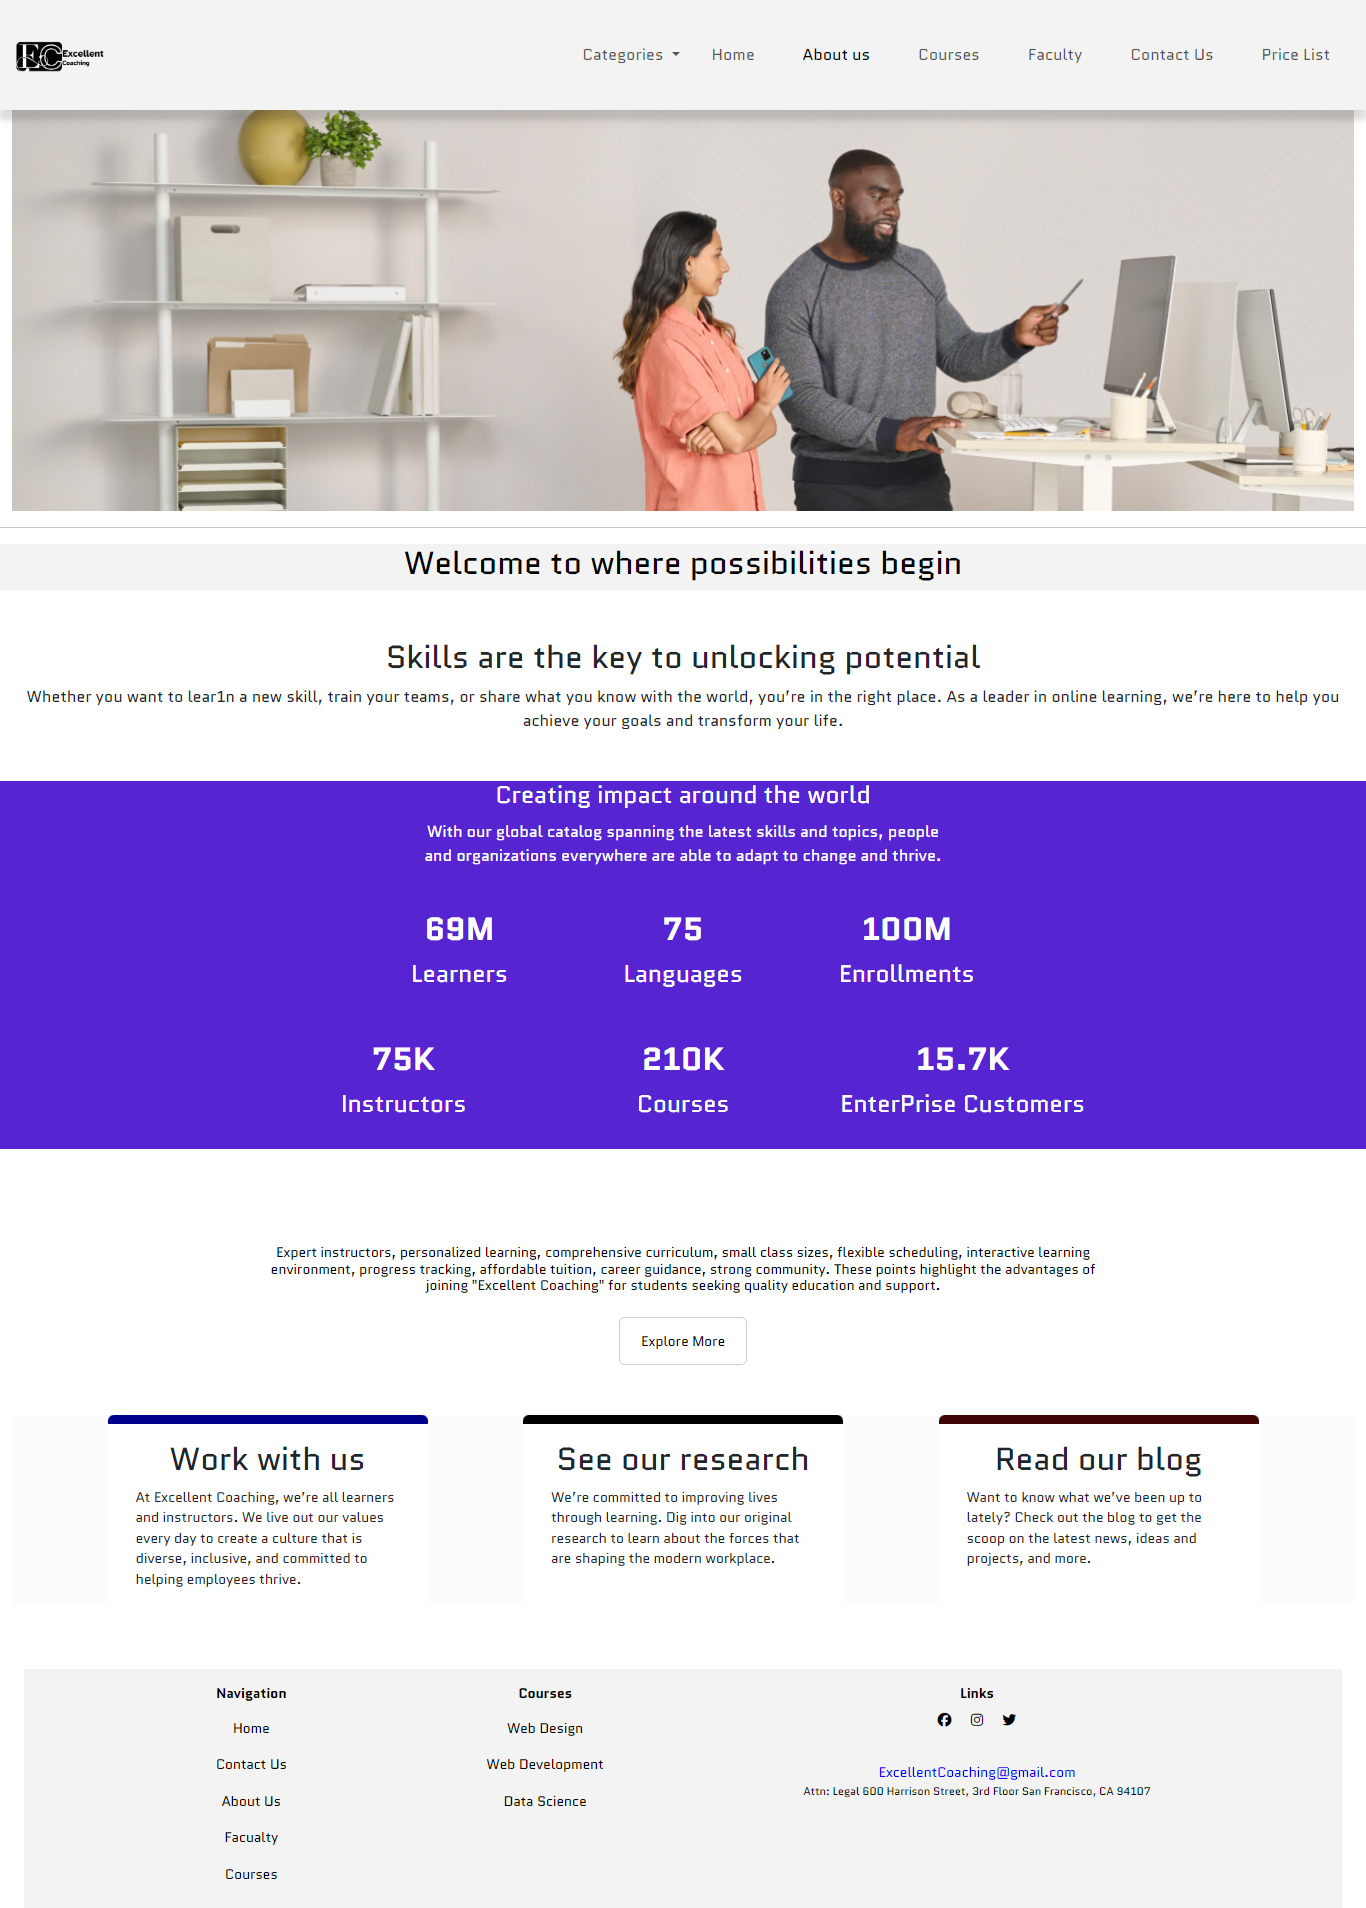 EC Excellent
Coaching
Categories Home About us Courses Faculty Contact Us Price List
Welcome to where possibilities begin
Skills are the key to unlocking potential
Whether you want to lear1n a new skill, train your teams, or share what you know with the world, you’re in the right place. As a leader in online learning, we’re here to help you
achieve your goals and transform your life.
Creating impact around the world
With our global catalog spanning the latest skills and topics, people
and organizations everywhere are able to adapt to change and thrive.
69M 75 100M
Learners Languages Enrollments
75K 210K 15.7K
Instructors Courses EnterPrise Customers
Expert instructors, personalized learning, comprehensive curriculum, small class sizes, flexible scheduling, interactive learning
environment, progress tracking, affordable tuition, career guidance, strong community. These points highlight the advantages of
joining "Excellent Coaching" for students seeking quality education and support.
Explore More
Work with us
At Excellent Coaching, we’re all learners
and instructors. We live out our values
every day to create a culture that is
diverse, inclusive, and committed to
helping employees thrive.
See our research
We’re committed to improving lives
through learning. Dig into our original
research to learn about the forces that
are shaping the modern workplace.
Read our blog
Want to know what we’ve been up to
lately? Check out the blog to get the
scoop on the latest news, ideas and
projects, and more.
Navigation
Home
Contact Us
About Us
Facualty
Courses
Courses
Web Design
Web Development
Data Science
Links
ExcellentCoaching@gmail.com
Attn: Legal 600 Harrison Street, 3rd Floor San Francisco, CA 94107